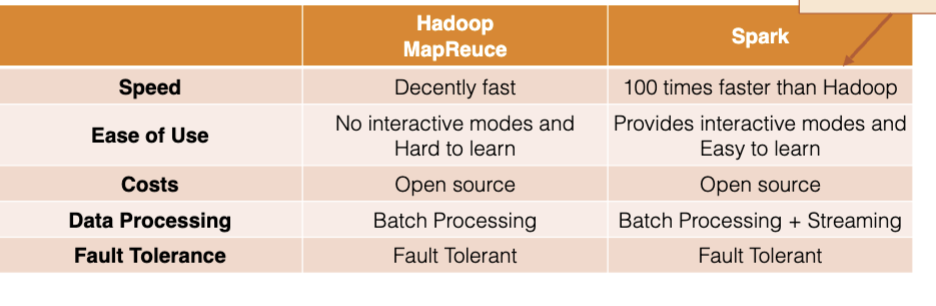 Hadoop
MapReuce
Spark
Speed
Decently fast
100 times faster than Hadoop
Ease of Use
No interactive modes and
Hard to learn
Provides interactive modes and
Easy to learn
Costs
Open source
Open source
Data Processing
Batch Processing
Batch Processing + Streaming
Fault Tolerance
Fault Tolerant
Fault Tolerant